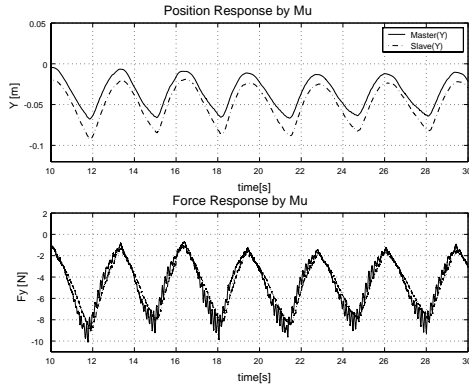 Position Response by Mu
0.05
0
-0.05
-0.1
Y [m]
Master(Y)
Slave(Y)
10 12 14 16 18 20 22 24 26 28 30
time[s]
Force Response by Mu
2
0
-2
-4
-6
-8
-10
Fy [N]
10 12 14 16 18 20 22 24 26 28 30
time[s]